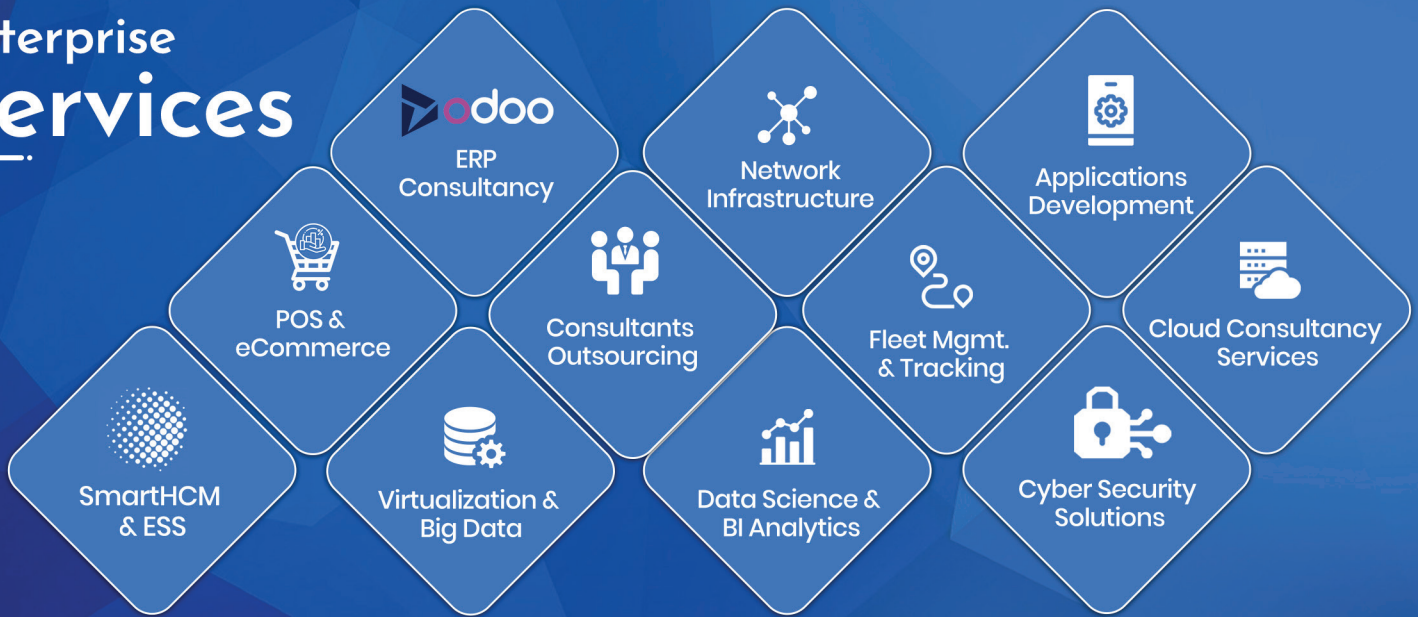 terprise
ervices
odoo
ERP
Consultancy
Network
Infrastructure
Applications
Development
POS &
eCommerce
Consultants
Outsourcing
Fleet Mgmt.
& Tracking
Cloud Consultancy
Services
SmartHCM
& ESS
Virtualization &
Big Data
Data Science &
BI Analytics
Cyber Security
Solutions